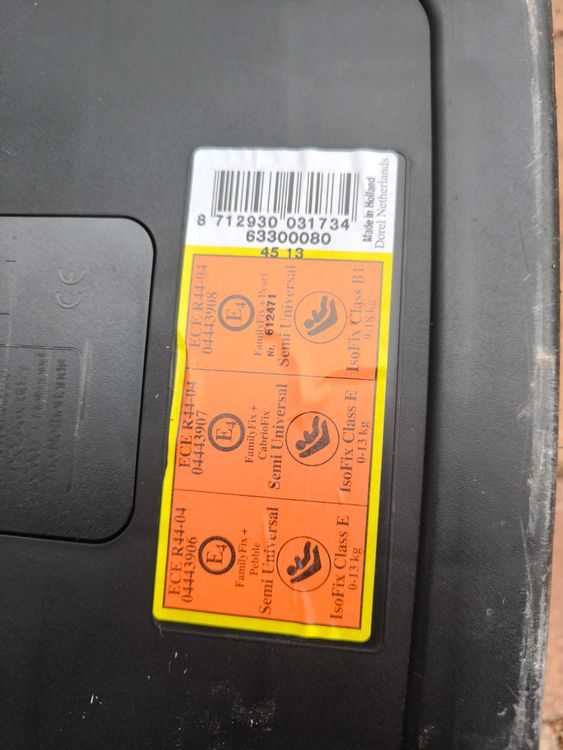 8 712930 031734
63300080
45 13
Made in Holland
Dorel Netherlands
ECE R44-04
04443908
E4
FamilyFix + Pearl
Nr. 612471
Semi Universal
IsoFix Class B1
9-18 kg
ECE R44-04
04443907
E4
FamilyFix +
CabrioFix
Semi Universal
IsoFix Class E
0-13 kg
ECE R44-04
04443906
E4
FamilyFix +
Pebble
Semi Universal
IsoFix Class E
0-13 kg